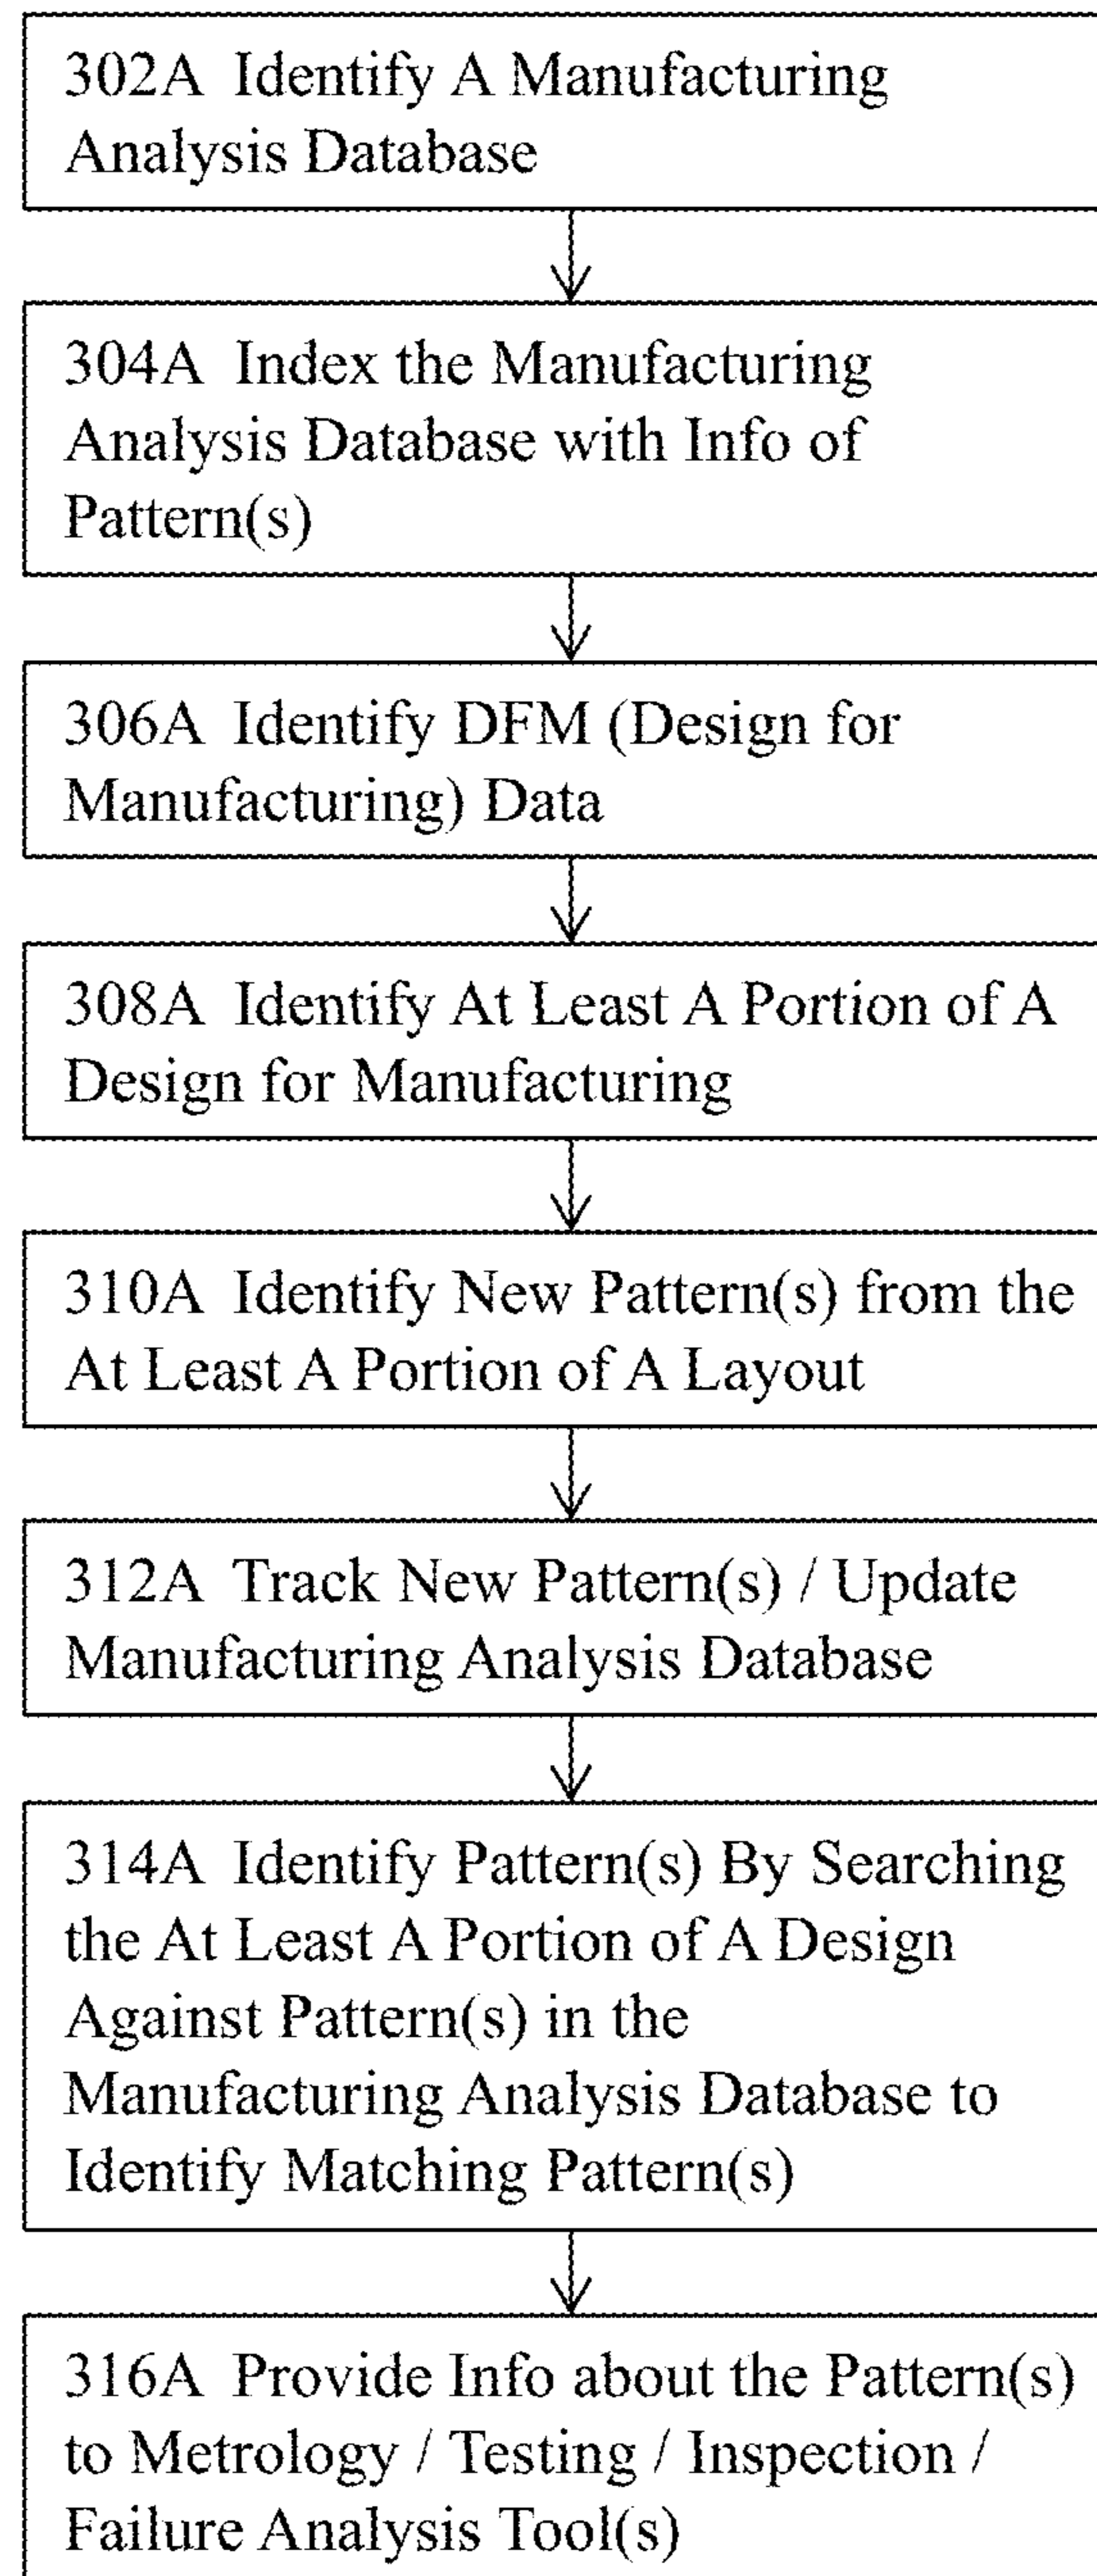 302A Identify A Manufacturing
Analysis Database
304A Index the Manufacturing
Analysis Database with Info of
Pattern(s)
306A Identify DFM (Design for
Manufacturing) Data
308A Identify At Least A Portion of A
Design for Manufacturing
310A Identify New Pattern(s) from the
At Least A Portion of A Layout
312A Track New Pattern(s) / Update
Manufacturing Analysis Database
314A Identify Pattern(s) By Searching
the At Least A Portion of A Design
Against Pattern(s) in the
Manufacturing Analysis Database to
Identify Matching Pattern(s)
316A Provide Info about the Pattern(s)
to Metrology / Testing / Inspection /
Failure Analysis Tool(s)